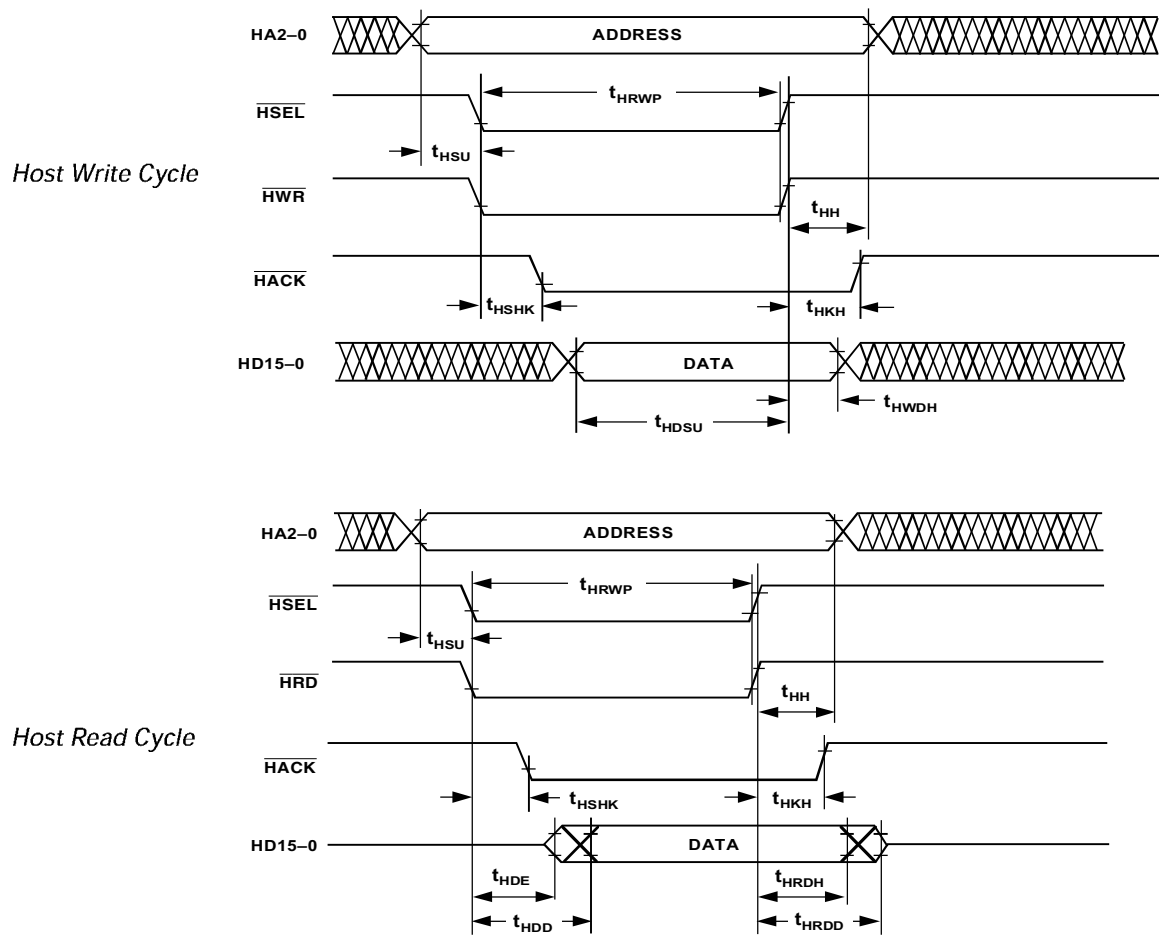 HA2–0
ADDRESS
HSEL
tHRWP
tHSU
Host Write Cycle
HWR
tHH
HACK
tHSHK
tHKH
HD15–0
DATA
tHWDH
tHDSU
HA2–0
ADDRESS
HSEL
tHRWP
tHSU
HRD
tHH
Host Read Cycle
HACK
tHSHK
tHKH
HD15–0
DATA
tHDE
tHRDH
tHDD
tHRDD